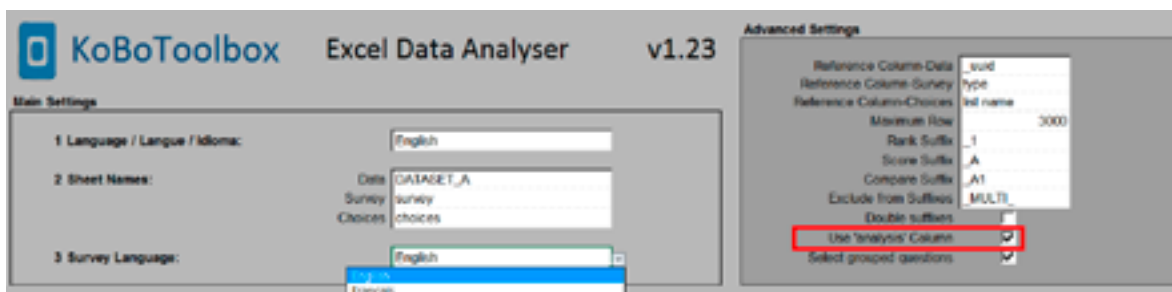 KoBoToolbox Excel Data Analyser v1.23
Main Settings
1 Language / Langue / Idioma: English
2 Sheet Names: Data DATASET_A
Survey survey
Choices choices
3 Survey Language: English
English
Français
Advanced Settings
Reference Column-Data _uuid
Reference Column-Survey type
Reference Column-Choices list name
Maximum Row 3000
Rank Suffix _1
Score Suffix _A
Compare Suffix _A1
Exclude from Suffixes _MULTI_
Double suffixes
Use 'analysis' Column
Select grouped questions